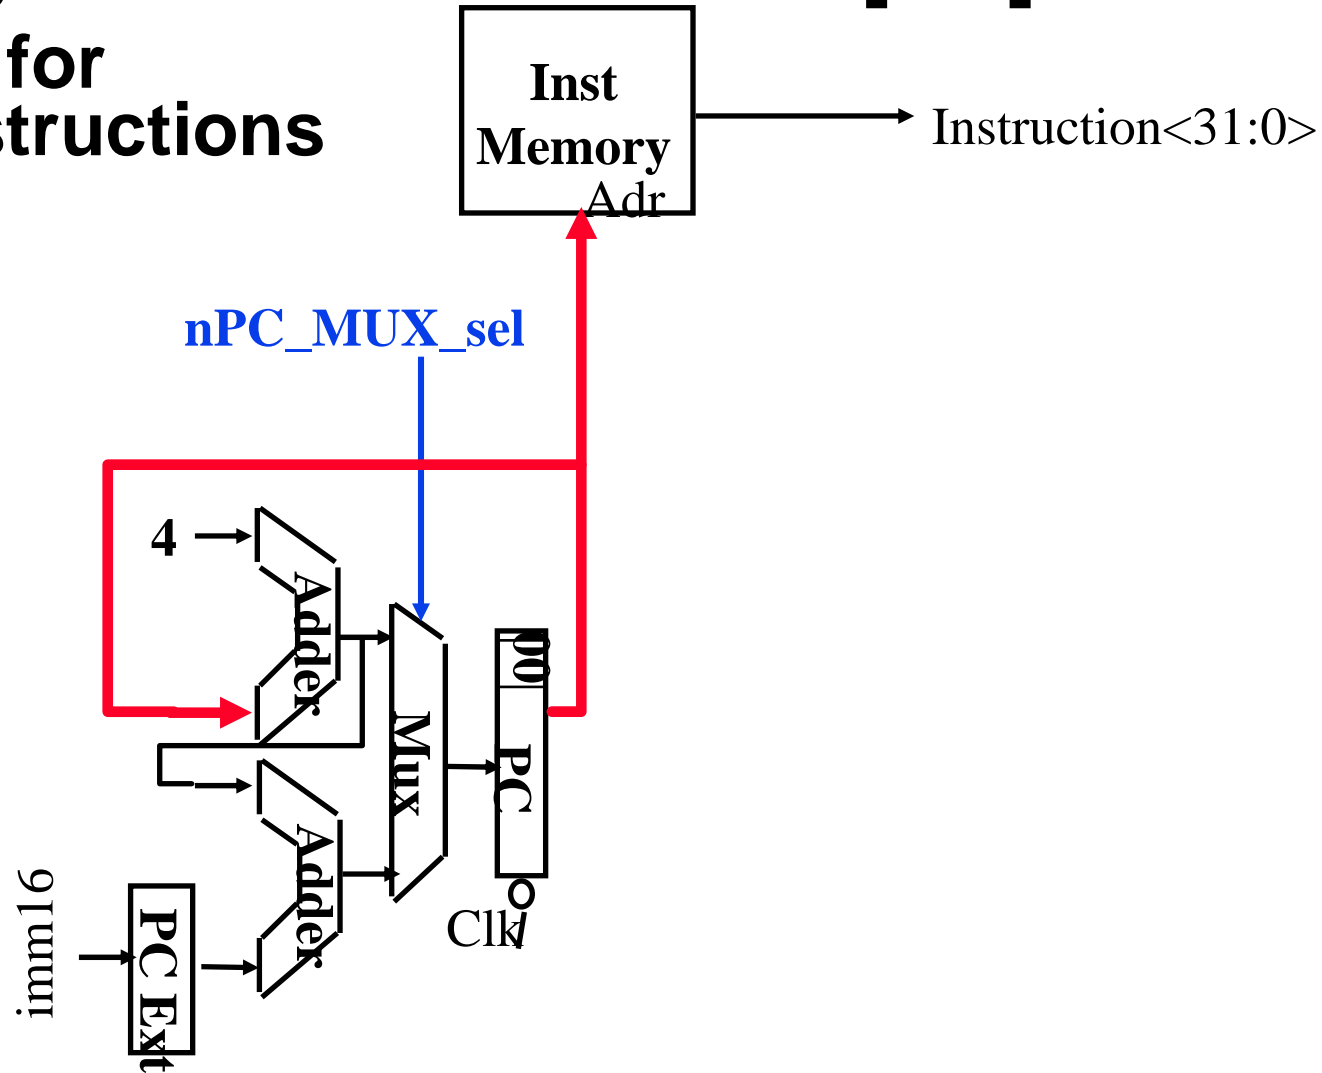 for
structions
Inst
Memory
Adr
Instruction<31:0>
nPC_MUX_sel
4
Adder
Mux
00
PC
Adder
Clk
imm16
PC Ext